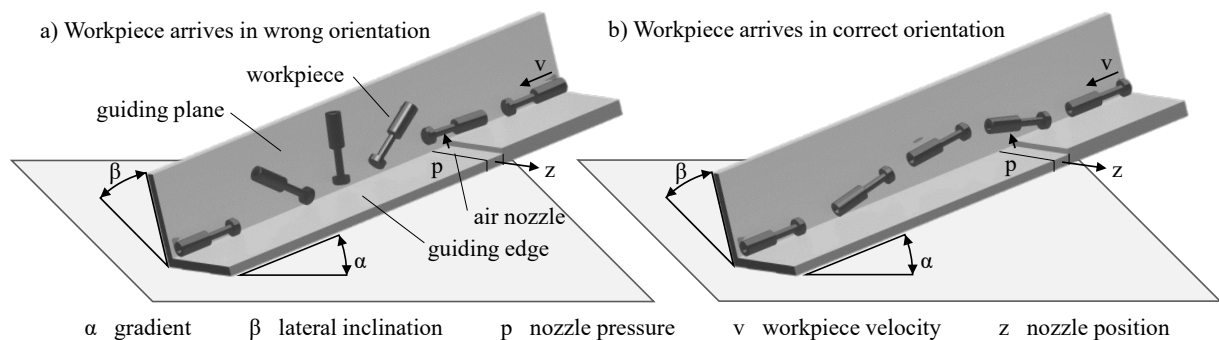 a) Workpiece arrives in wrong orientation
b) Workpiece arrives in correct orientation
workpiece
guiding plane
v
β
p
z
air nozzle
guiding edge
α
v
β
p
z
α
α gradient β lateral inclination p nozzle pressure v workpiece velocity z nozzle position